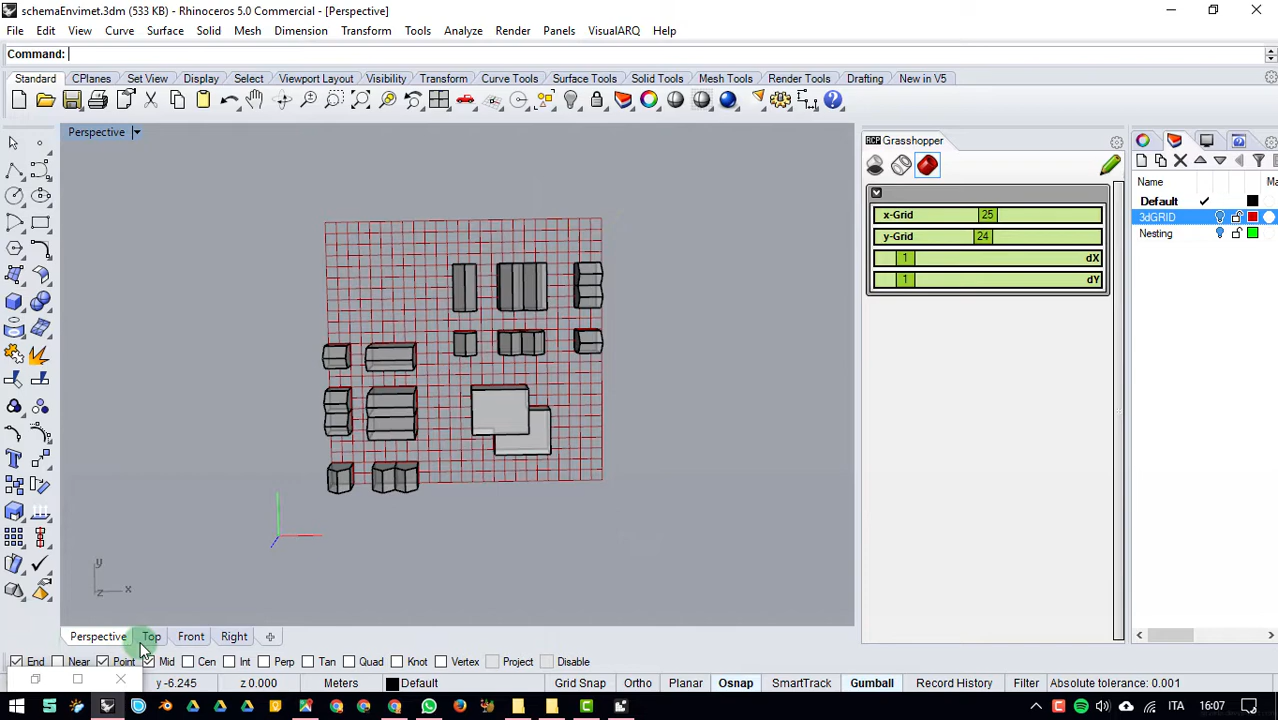 schemaEnvimet.3dm (533 KB) - Rhinoceros 5.0 Commercial - [Perspective]
File Edit View Curve Surface Solid Mesh Dimension Transform Tools Analyze Render Panels VisualARQ Help
Command:
Standard CPlanes Set View Display Select Viewport Layout Visibility Transform Curve Tools Surface Tools Solid Tools Mesh Tools Render Tools Drafting New in V5
Perspective
RCP Grasshopper
Name Ma
Default
x-Grid 25
3dGRID
y-Grid 24
Nesting
1 dX
1 dY
y
z x
Perspective Top Front Right
End Near Point Mid Cen Int Perp Tan Quad Knot Vertex Project Disable
y -6.245 z 0.000 Meters Default Grid Snap Ortho Planar Osnap SmartTrack Gumball Record History Filter Absolute tolerance: 0.001
ITA 16:07